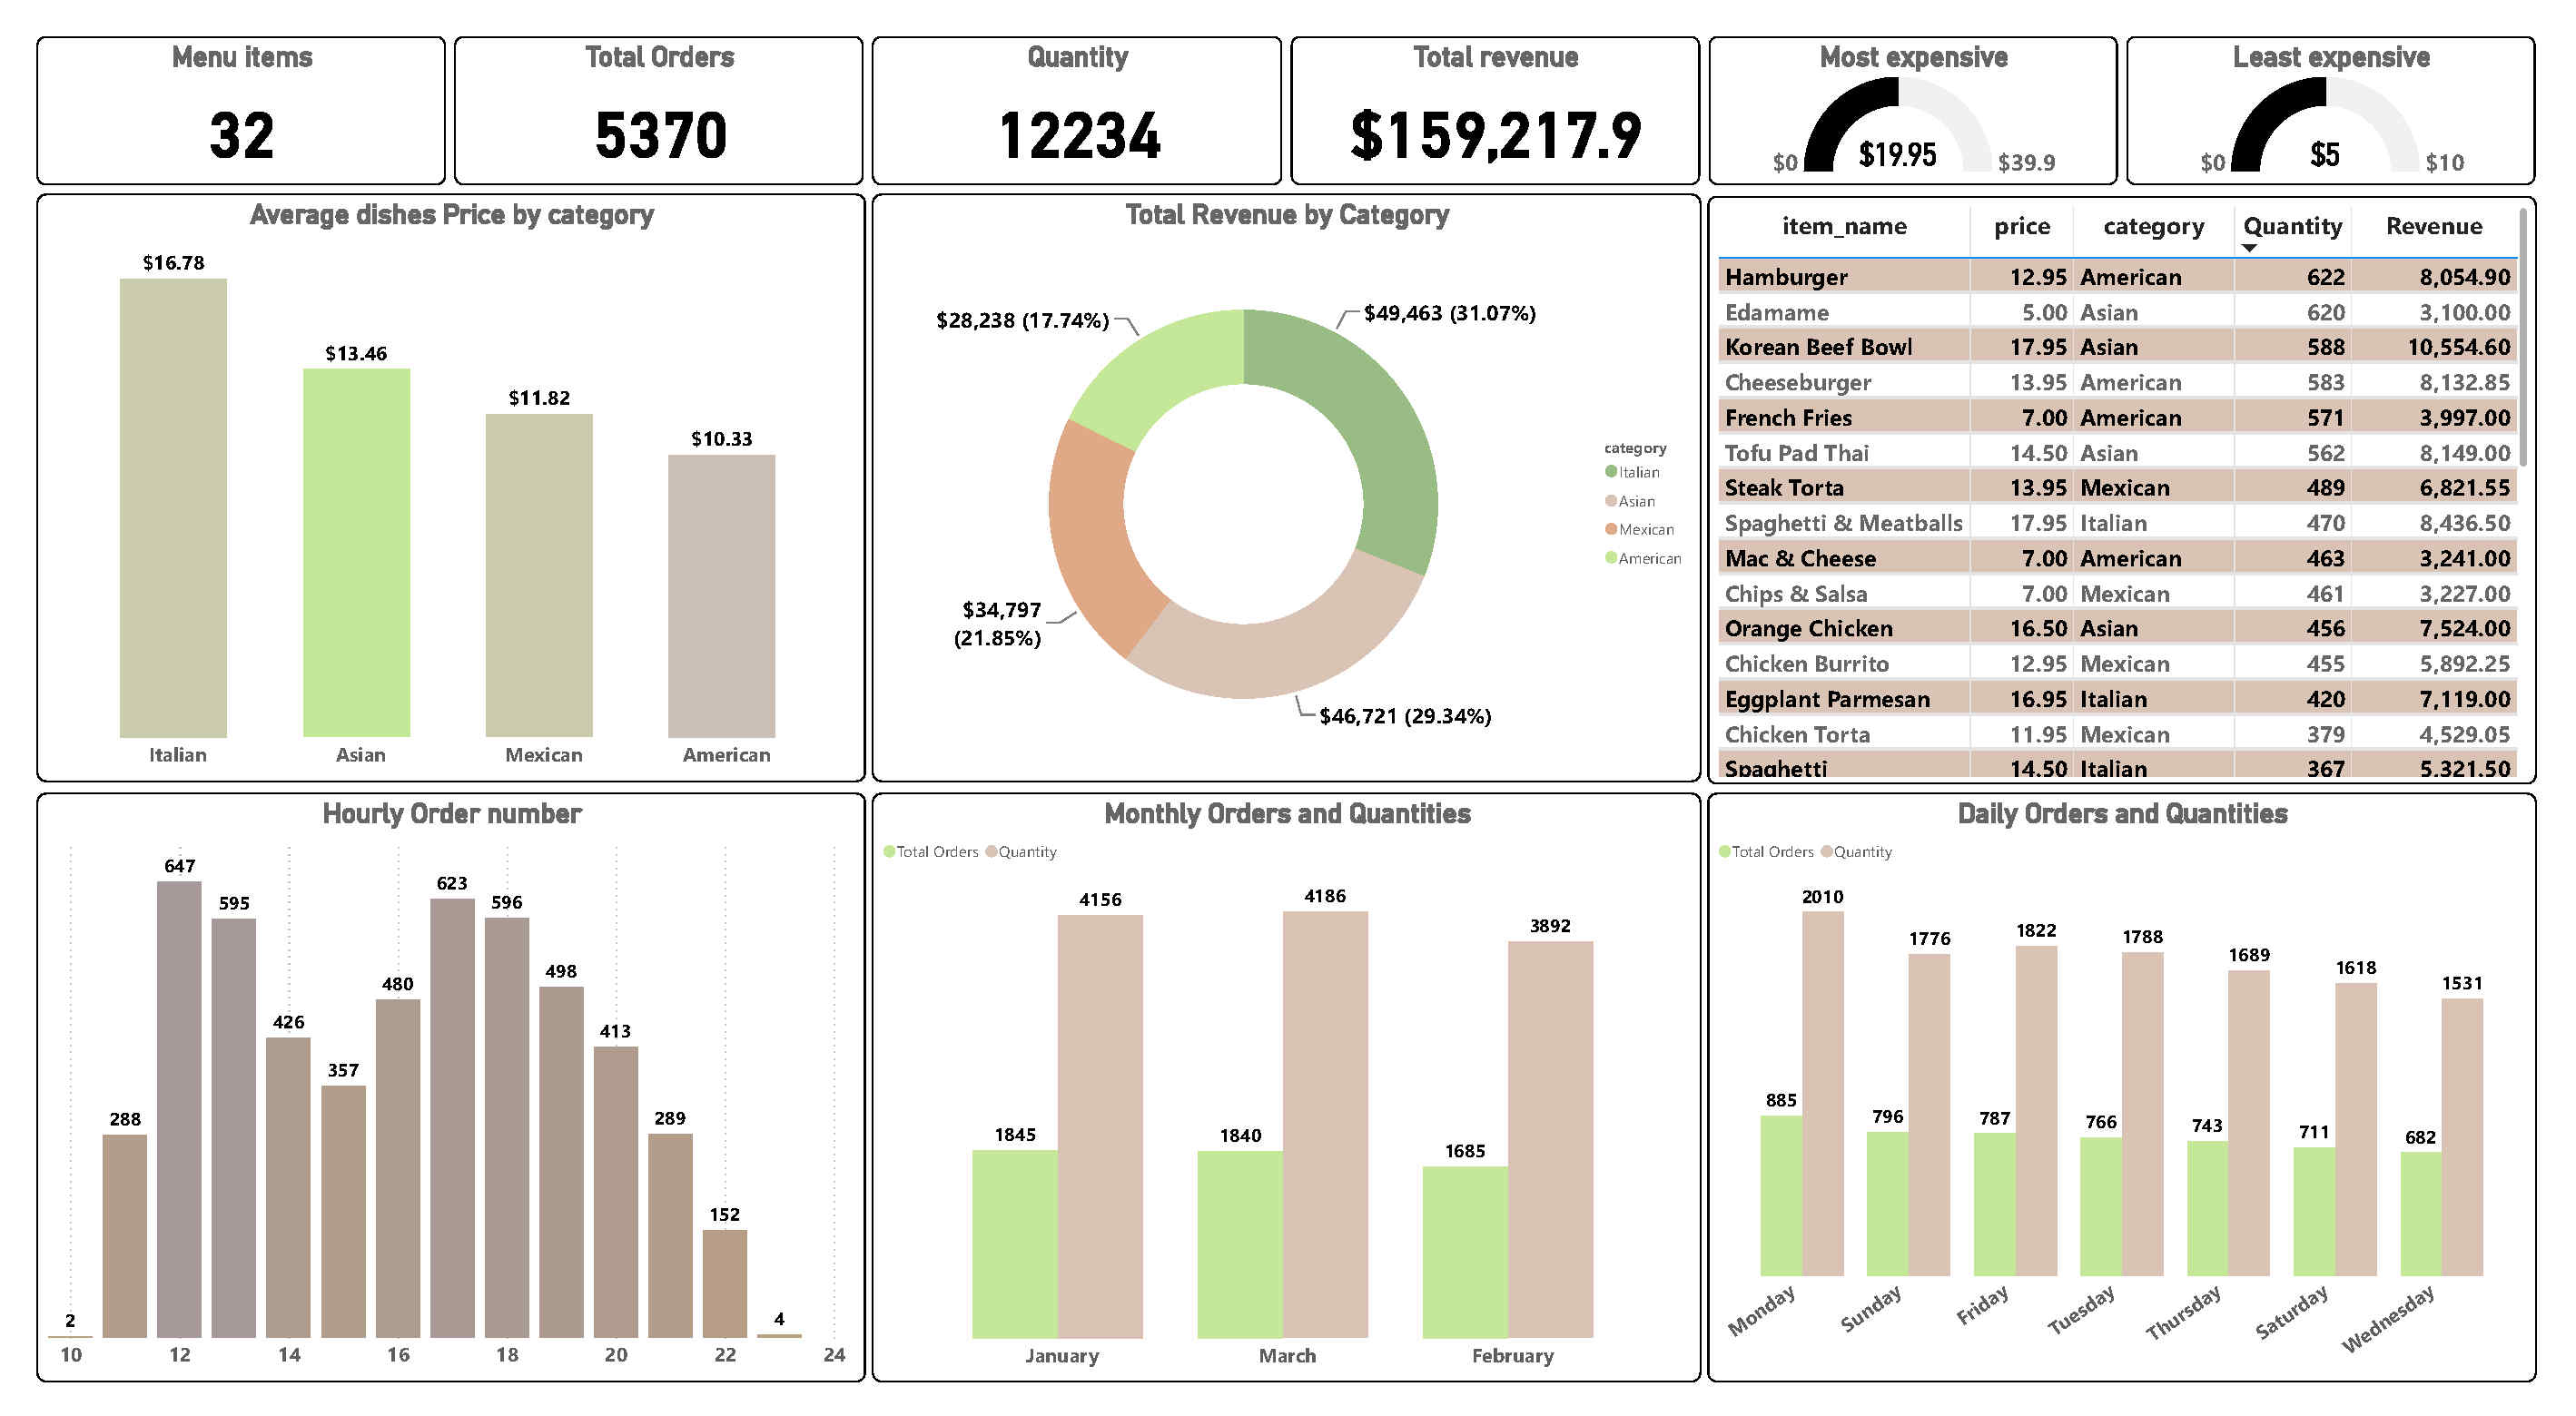 Menu items
32
Total Orders
5370
Quantity
12234
Total revenue
$159,217.9
Most expensive
$0
$19.95
$39.9
Least expensive
$0
$5
$10
Average dishes Price by category
$16.78
$13.46
$11.82
$10.33
Italian Asian Mexican American
Total Revenue by Category
$28,238 (17.74%)
$49,463 (31.07%)
$34,797
(21.85%)
$46,721 (29.34%)
category
Italian
Asian
Mexican
American
item_name price category Quantity Revenue
Hamburger 12.95 American 622 8,054.90
Edamame 5.00 Asian 620 3,100.00
Korean Beef Bowl 17.95 Asian 588 10,554.60
Cheeseburger 13.95 American 583 8,132.85
French Fries 7.00 American 571 3,997.00
Tofu Pad Thai 14.50 Asian 562 8,149.00
Steak Torta 13.95 Mexican 489 6,821.55
Spaghetti & Meatballs 17.95 Italian 470 8,436.50
Mac & Cheese 7.00 American 463 3,241.00
Chips & Salsa 7.00 Mexican 461 3,227.00
Orange Chicken 16.50 Asian 456 7,524.00
Chicken Burrito 12.95 Mexican 455 5,892.25
Eggplant Parmesan 16.95 Italian 420 7,119.00
Chicken Torta 11.95 Mexican 379 4,529.05
Spaghetti 14.50 Italian 367 5,321.50
Hourly Order number
2
288
647
595
426
357
480
623
596
498
413
289
152
4
10 12 14 16 18 20 22 24
Monthly Orders and Quantities
Total Orders Quantity
1845
4156
1840
4186
1685
3892
January March February
Daily Orders and Quantities
Total Orders Quantity
885
2010
796
1776
787
1822
766
1788
743
1689
711
1618
682
1531
Monday Sunday Friday Tuesday Thursday Saturday Wednesday